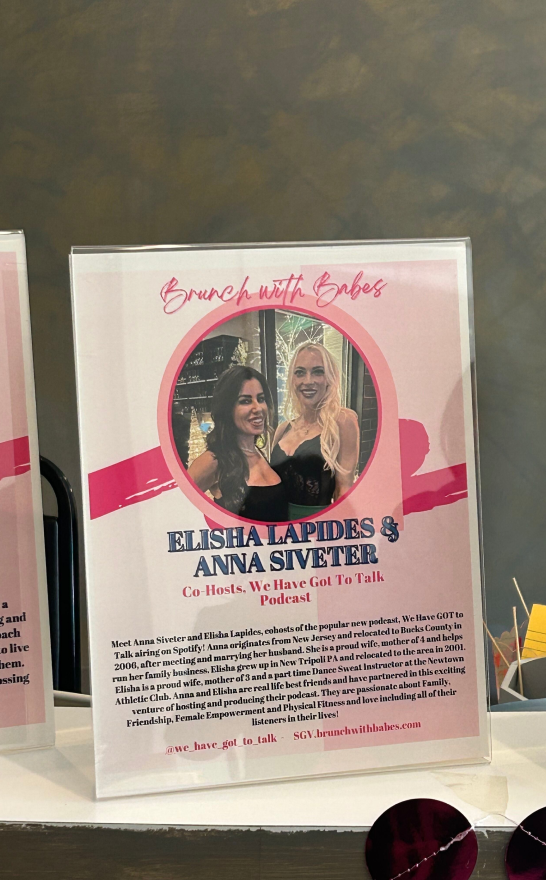 Brunch with Babes
ELISHA LAPIDES &
ANNA SIVETER
Co-Hosts, We Have Got To Talk
Podcast
Meet Anna Siveter and Elisha Lapides, cohosts of the popular new podcast, We Have GOT to
Talk airing on Spotify! Anna originates from New Jersey and relocated to Bucks County in
2006, after meeting and marrying her husband. She is a proud wife, mother of 4 and helps
run her family business. Elisha grew up in New Tripoli PA and relocated to the area in 2001.
Elisha is a proud wife, mother of 3 and a part time Dance Sweat Instructor at the Newtown
Athletic Club. Anna and Elisha are real life best friends and have partnered in this exciting
venture of hosting and producing their podcast. They are passionate about Family,
Friendship, Female Empowerment and Physical Fitness and love including all of their
listeners in their lives!
@we_have_got_to_talk - SGV.brunchwithbabes.com
a
g and
oach
to live
hem.
ossing